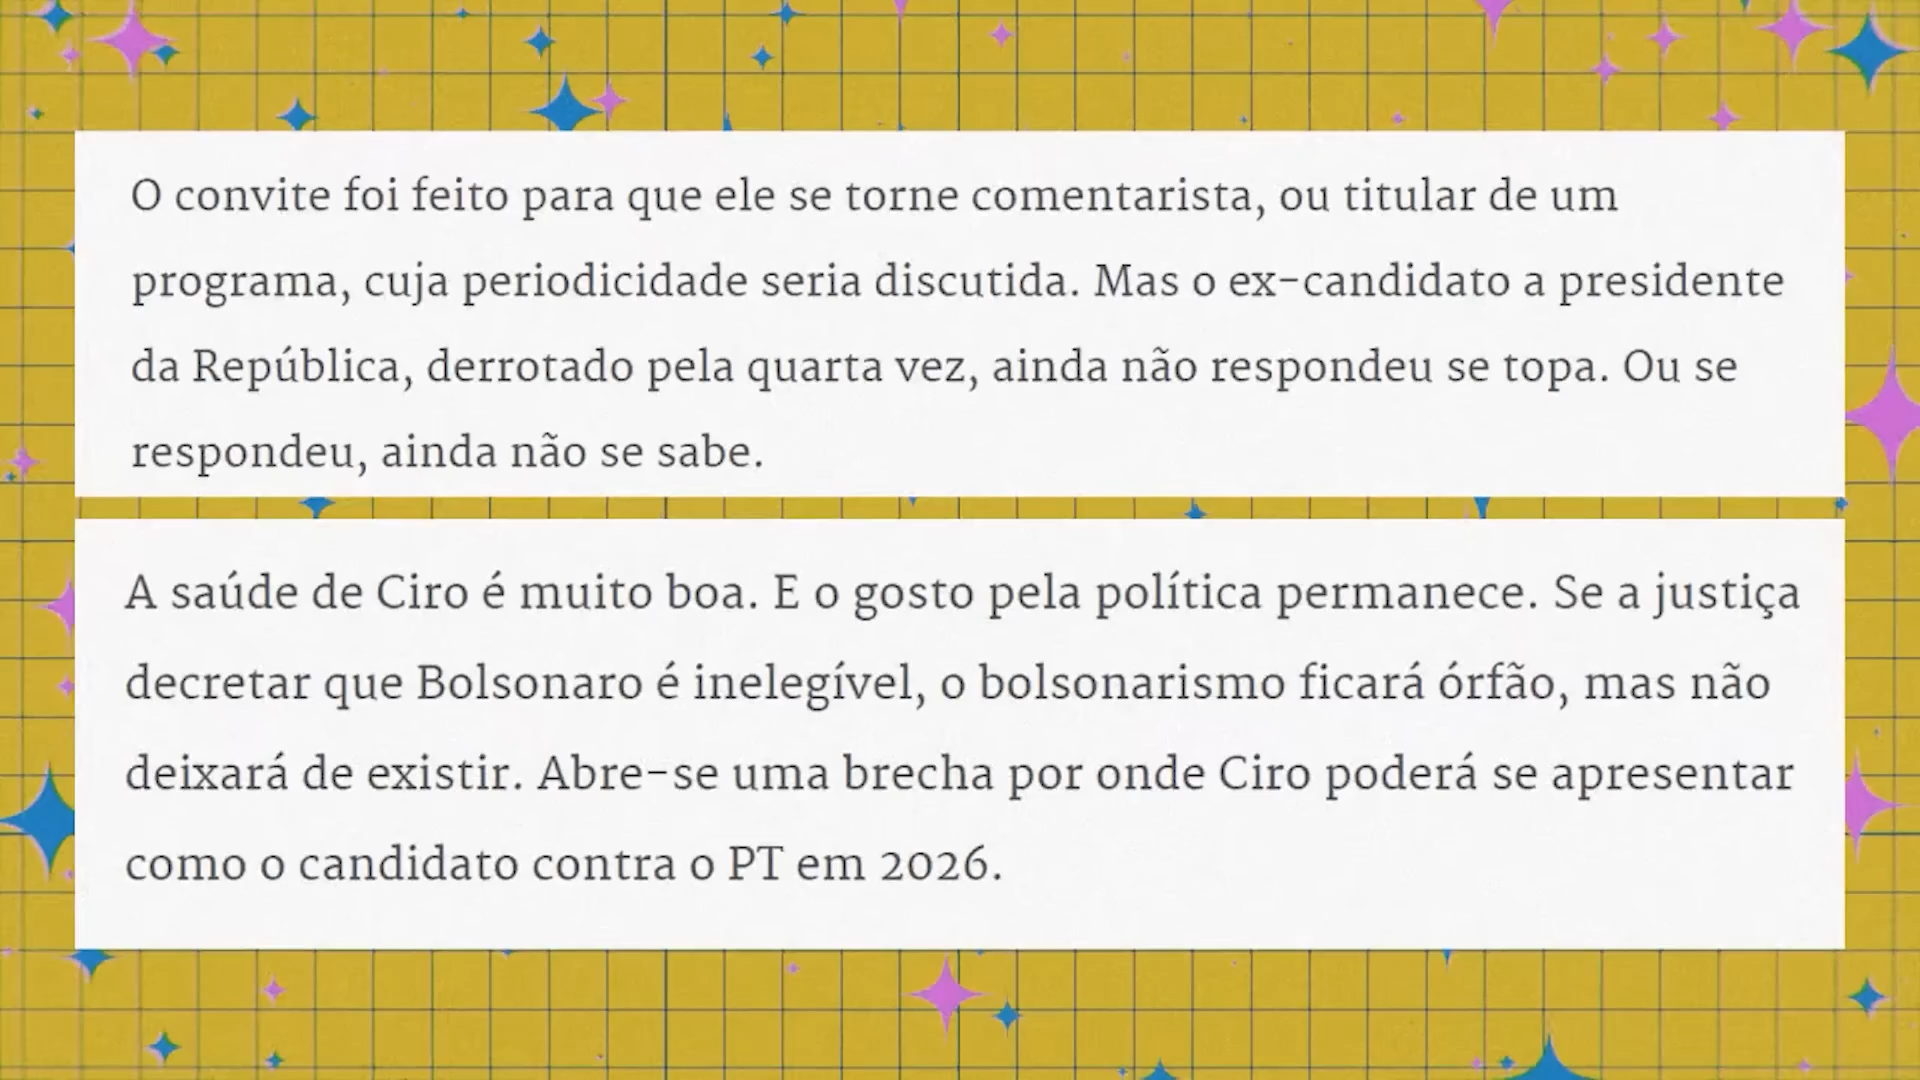 O convite foi feito para que ele se torne comentarista, ou titular de um
programa, cuja periodicidade seria discutida. Mas o ex-candidato a presidente
da República, derrotado pela quarta vez, ainda não respondeu se topa. Ou se
respondeu, ainda não se sabe.
A saúde de Ciro é muito boa. E o gosto pela política permanece. Se a justiça
decretar que Bolsonaro é inelegível, o bolsonarismo ficará órfão, mas não
deixará de existir. Abre-se uma brecha por onde Ciro poderá se apresentar
como o candidato contra o PT em 2026.